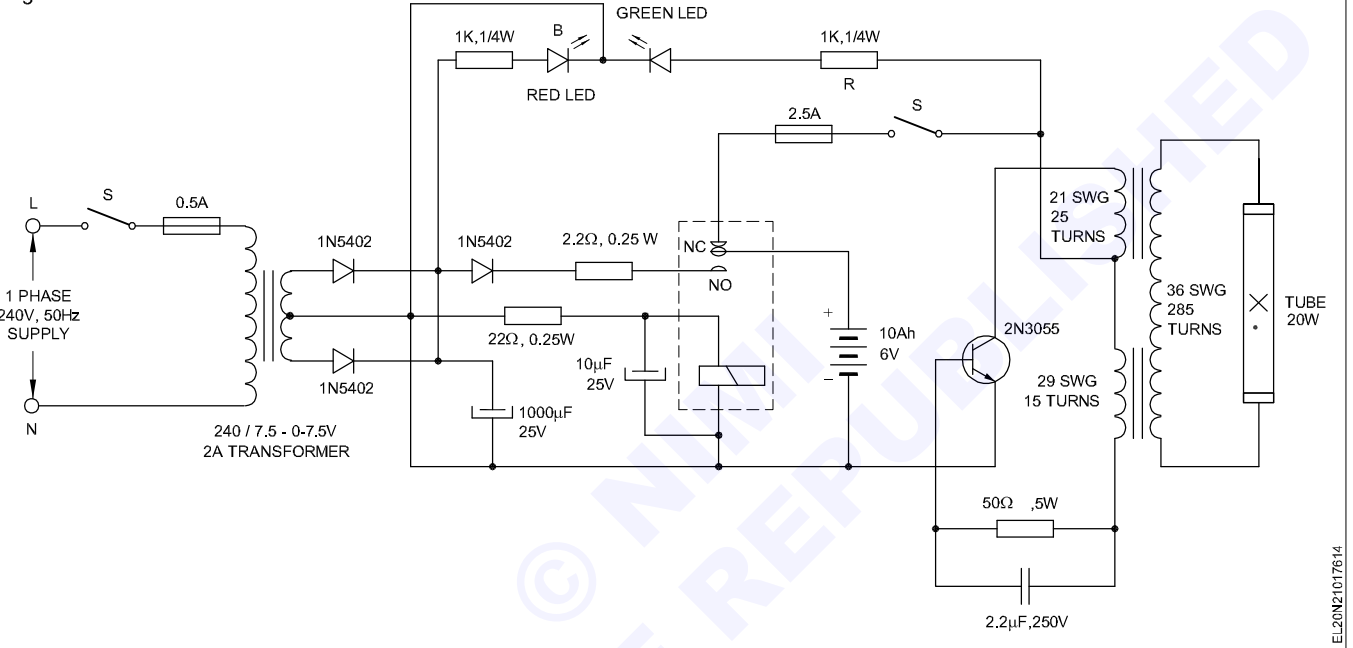 GREEN LED
1K,1/4W
B
RED LED
1K,1/4W
R
2.5A
S
L
S
0.5A
1 PHASE
240V, 50Hz
SUPPLY
N
240 / 7.5 - 0-7.5V
2A TRANSFORMER
1N5402
1N5402
2.2Ω, 0.25 W
NC
NO
22Ω, 0.25W
1N5402
10µF
25V
1000µF
25V
+
10Ah
6V
−
2N3055
21 SWG
25
TURNS
29 SWG
15 TURNS
36 SWG
285
TURNS
TUBE
20W
50Ω ,5W
2.2µF,250V
EL20N21017614
© NIMI
BE REPUBLISHED